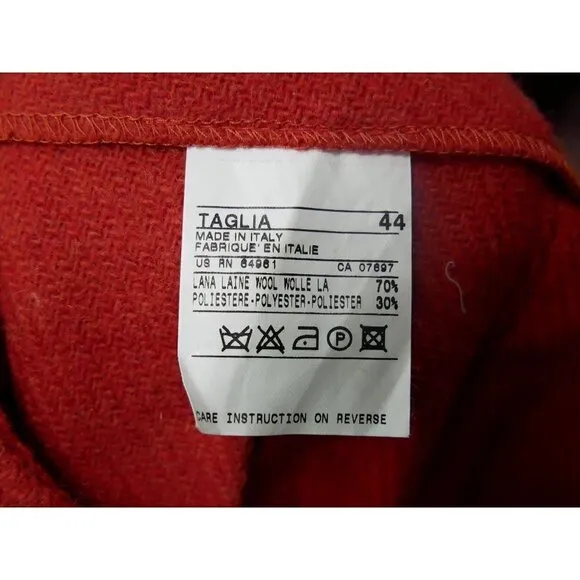 TAGLIA 44
MADE IN ITALY
FABRIQUE' EN ITALIE
US RN 64961 CA 07697
LANA LAINE WOOL WOLLE LA 70%
POLIESTERE-POLYESTER-POLIESTER 30%
P
CARE INSTRUCTION ON REVERSE